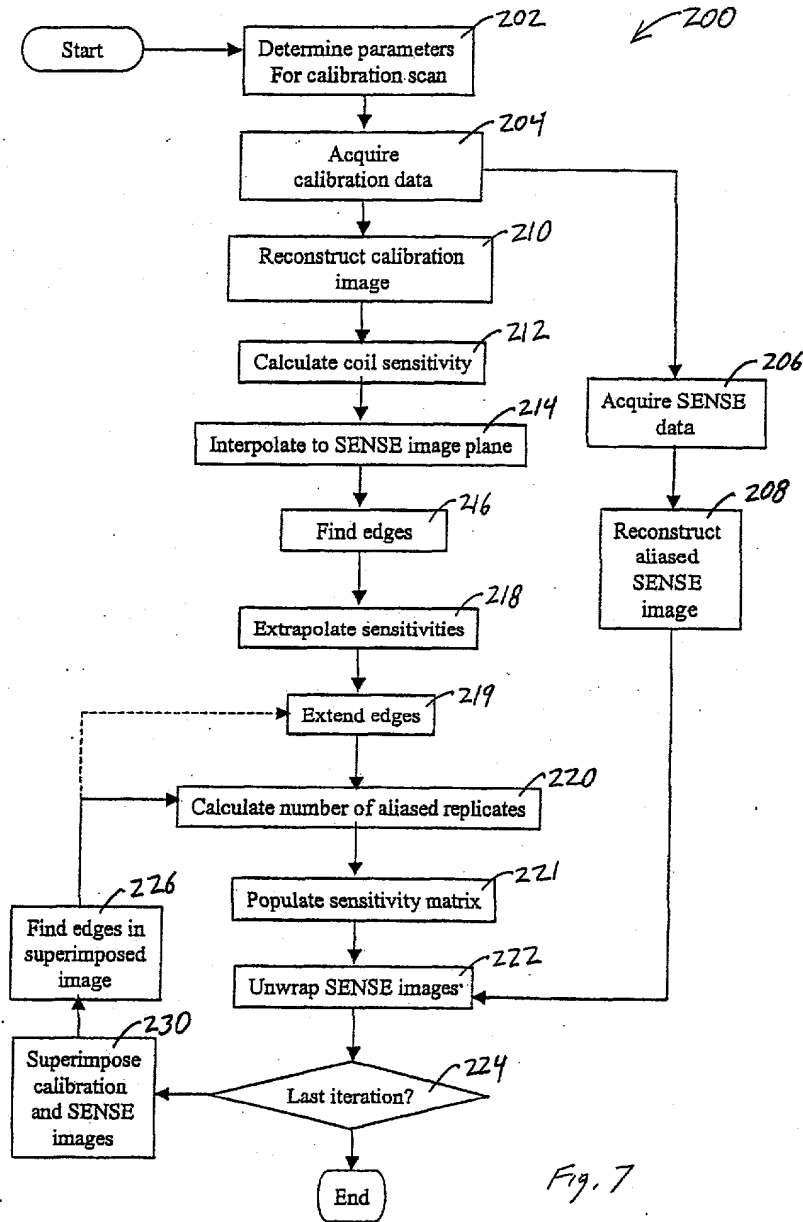 200
Start
202
Determine parameters
For calibration scan
204
Acquire
calibration data
210
Reconstruct calibration
image
212
Calculate coil sensitivity
206
Acquire SENSE
data
214
Interpolate to SENSE image plane
216
Find edges
208
Reconstruct
aliased
SENSE
image
218
Extrapolate sensitivities
219
Extend edges
220
Calculate number of aliased replicates
221
Populate sensitivity matrix
226
Find edges in
superimposed
image
222
Unwrap SENSE images
230
Superimpose
calibration
and SENSE
images
224
Last iteration?
End
Fig. 7